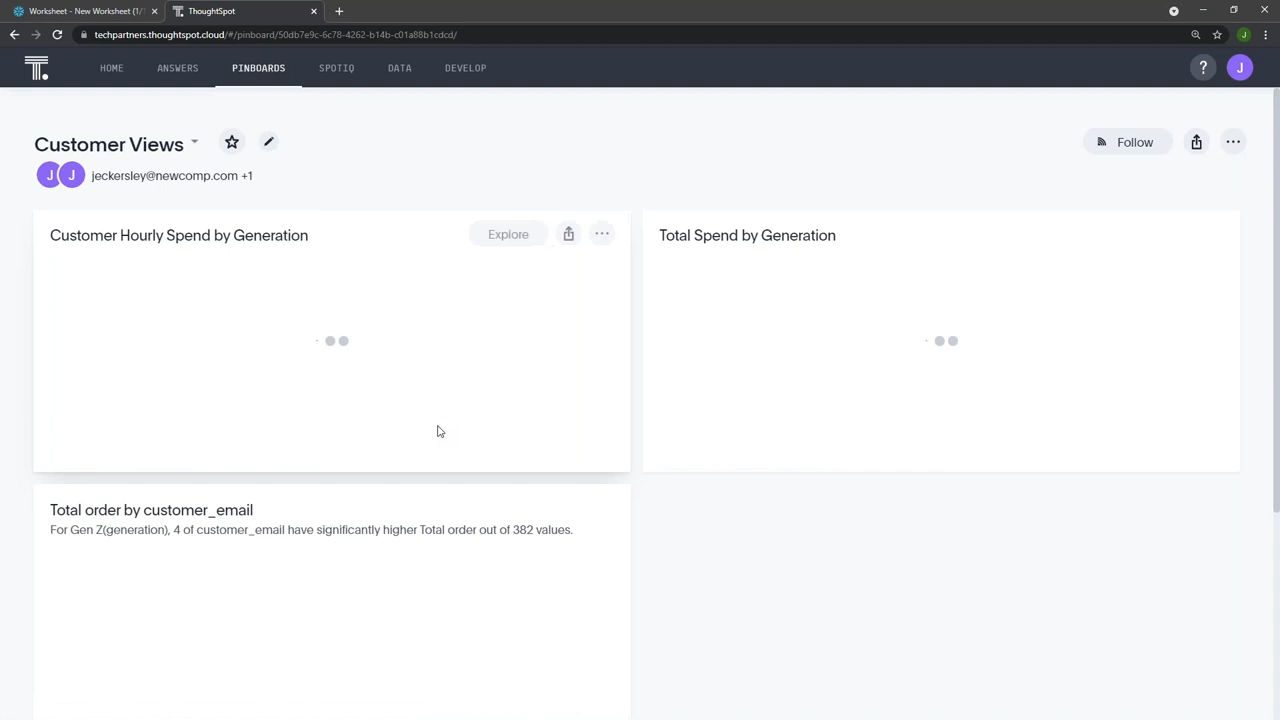 Worksheet - New Worksheet (1/1
ThoughtSpot
techpartners.thoughtspot.cloud/#/pinboard/50db7e9c-6c78-4262-b14b-c01a88b1cdcd/
J
T.
HOME
ANSWERS
PINBOARDS
SPOTIQ
DATA
DEVELOP
?
J
Customer Views
Follow
J J jeckersley@newcomp.com +1
Customer Hourly Spend by Generation
Explore
Total Spend by Generation
Total order by customer_email
For Gen Z(generation), 4 of customer_email have significantly higher Total order out of 382 values.